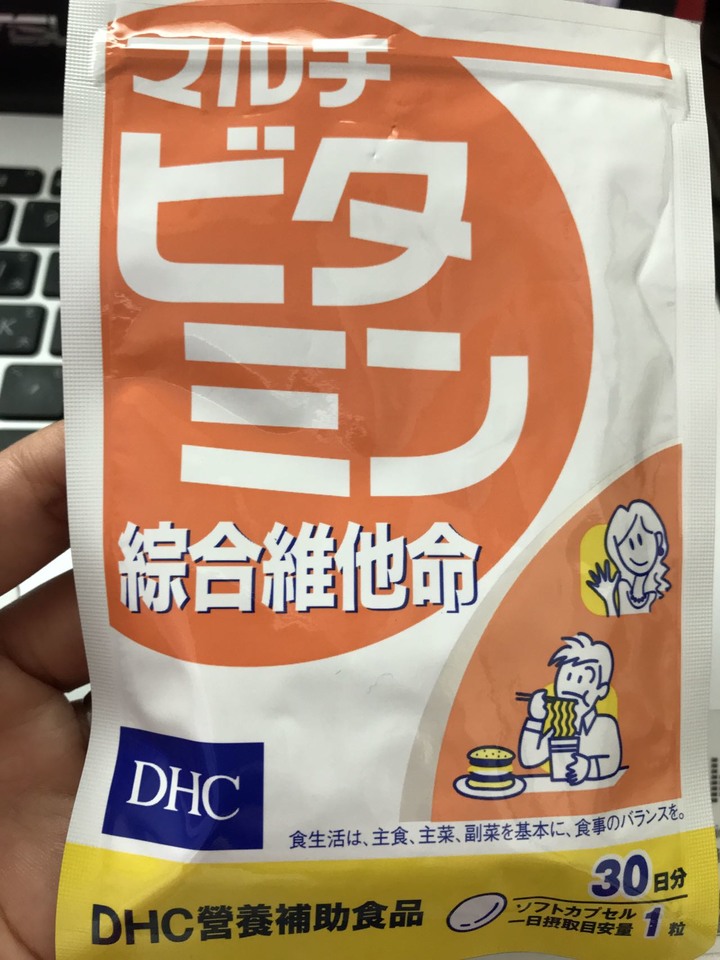 マルチ
ビタ
ミン
綜合維他命
DHC
食生活は、主食、主菜、副菜を基本に、食事のバランスを。
30日分
DHC營養補助食品
ソフトカプセル
一日摂取目安量 1粒